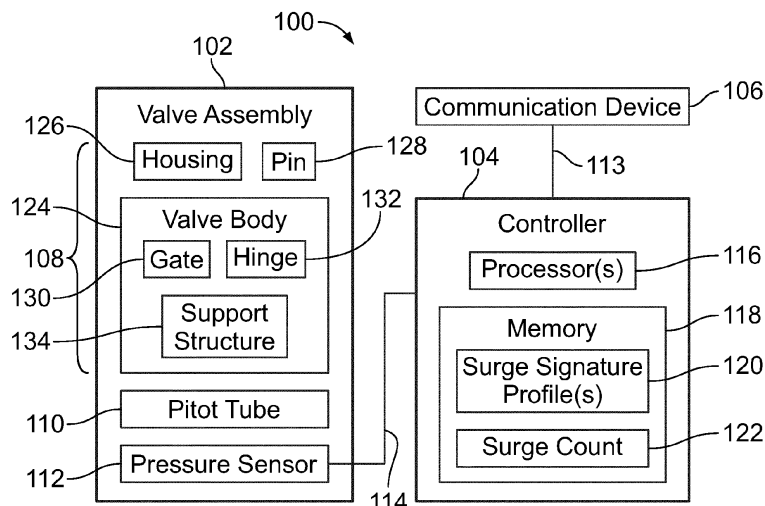 100
102
Valve Assembly
126
Housing
Pin
128
124
Valve Body
132
108
Gate
Hinge
130
134
Support
Structure
110
Pitot Tube
112
Pressure Sensor
114
Communication Device
106
113
104
Controller
Processor(s)
116
Memory
118
Surge Signature
Profile(s)
120
Surge Count
122